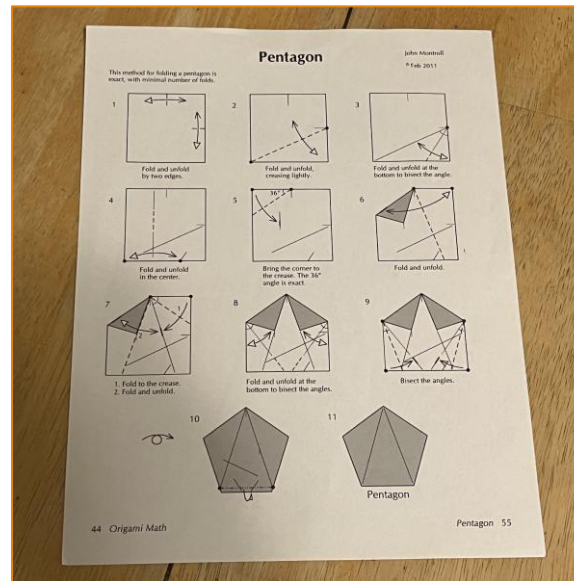 Pentagon
John Montroll
© Feb 2011
This method for folding a pentagon is
exact, with minimal number of folds.
1
2
3
Fold and unfold
by two edges.
Fold and unfold,
creasing lightly.
Fold and unfold at the
bottom to bisect the angle.
4
5
6
36°
Fold and unfold
in the center.
Bring the corner to
the crease. The 36°
angle is exact.
Fold and unfold.
7
8
9
1
2
1. Fold to the crease.
2. Fold and unfold.
Fold and unfold at the
bottom to bisect the angles.
Bisect the angles.
10
11
Pentagon
44 Origami Math
Pentagon 55